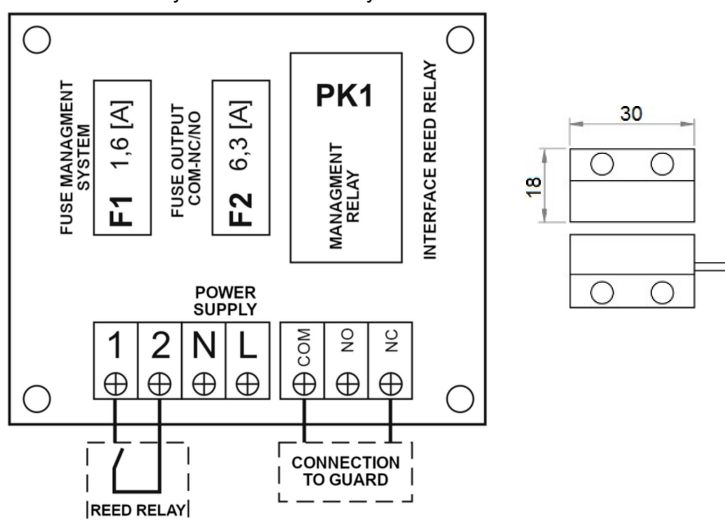 FUSE MANAGMENT
SYSTEM
F1 1,6 [A]
FUSE OUTPUT
COM-NC/NO
F2 6,3 [A]
PK1
MANAGMENT
RELAY
INTERFACE REED RELAY
POWER
SUPPLY
1 2 N L
COM NO NC
REED RELAY
CONNECTION
TO GUARD
30
18